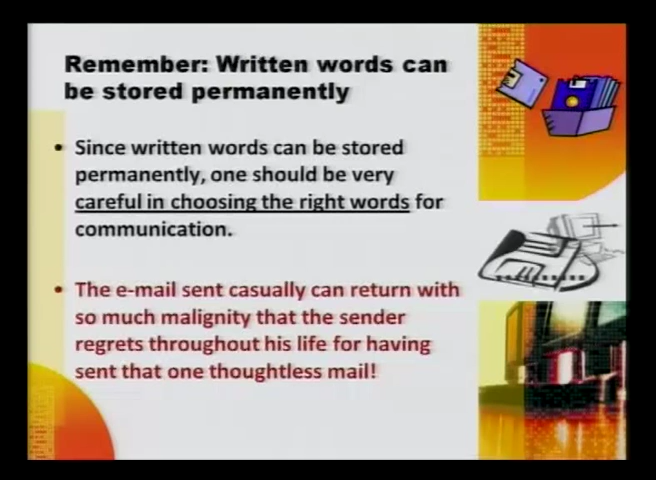 Remember: Written words can
be stored permanently
• Since written words can be stored
permanently, one should be very
careful in choosing the right words for
communication.
• The e-mail sent casually can return with
so much malignity that the sender
regrets throughout his life for having
sent that one thoughtless mail!